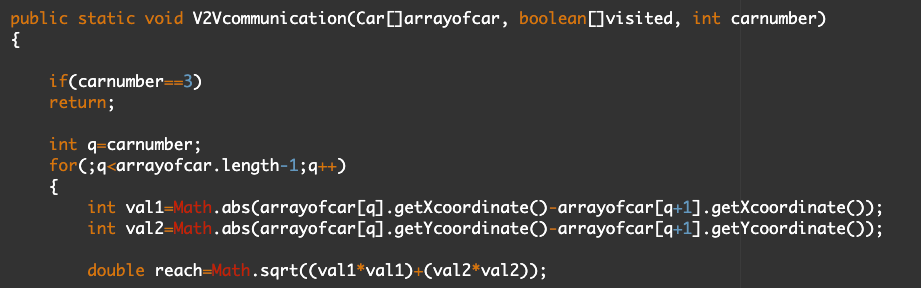 public static void V2Vcommunication(Car[]arrayofcar, boolean[]visited, int carnumber)
{
if(carnumber==3)
return;
int q=carnumber;
for(;q<arrayofcar.length-1;q++)
{
int val1=Math.abs(arrayofcar[q].getXcoordinate()-arrayofcar[q+1].getXcoordinate());
int val2=Math.abs(arrayofcar[q].getYcoordinate()-arrayofcar[q+1].getYcoordinate());
double reach=Math.sqrt((val1*val1)+(val2*val2));